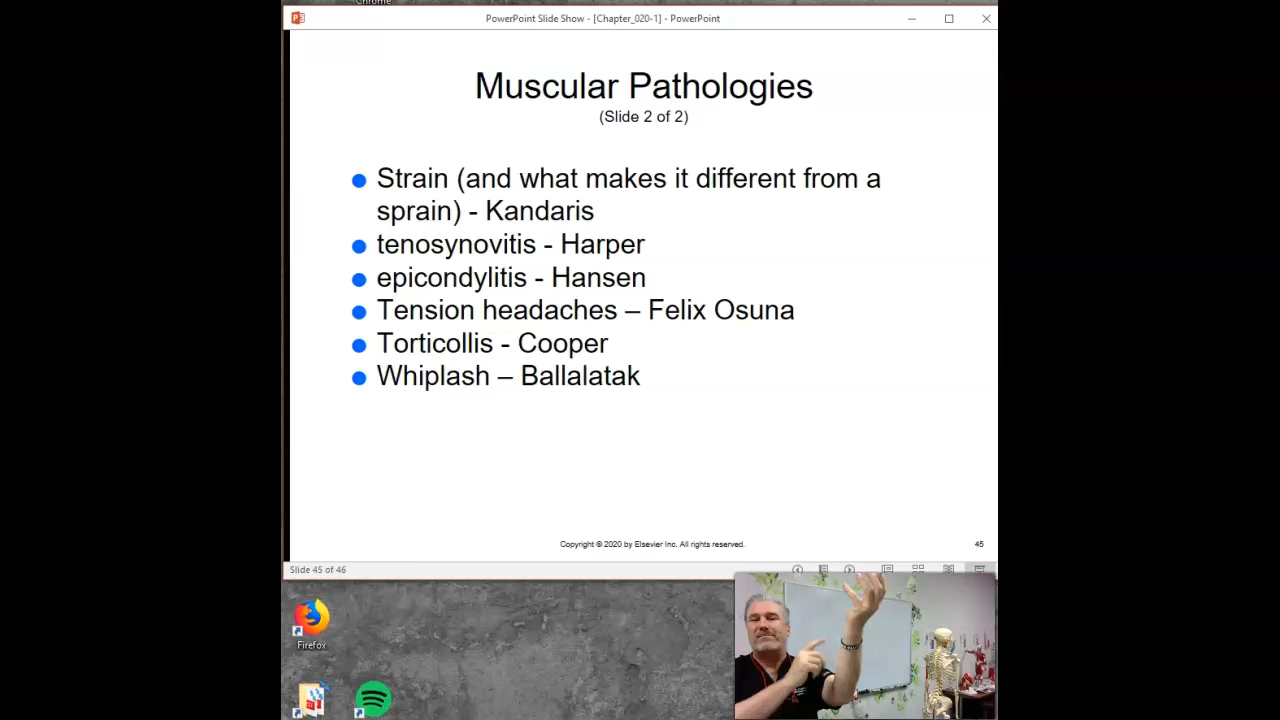 Chrome
PowerPoint Slide Show - [Chapter_020-1] - PowerPoint
Muscular Pathologies
(Slide 2 of 2)
Strain (and what makes it different from a
sprain) - Kandaris
tenosynovitis - Harper
epicondylitis - Hansen
Tension headaches – Felix Osuna
Torticollis - Cooper
Whiplash – Ballalatak
Copyright © 2020 by Elsevier Inc. All rights reserved.
45
Slide 45 of 46
Firefox